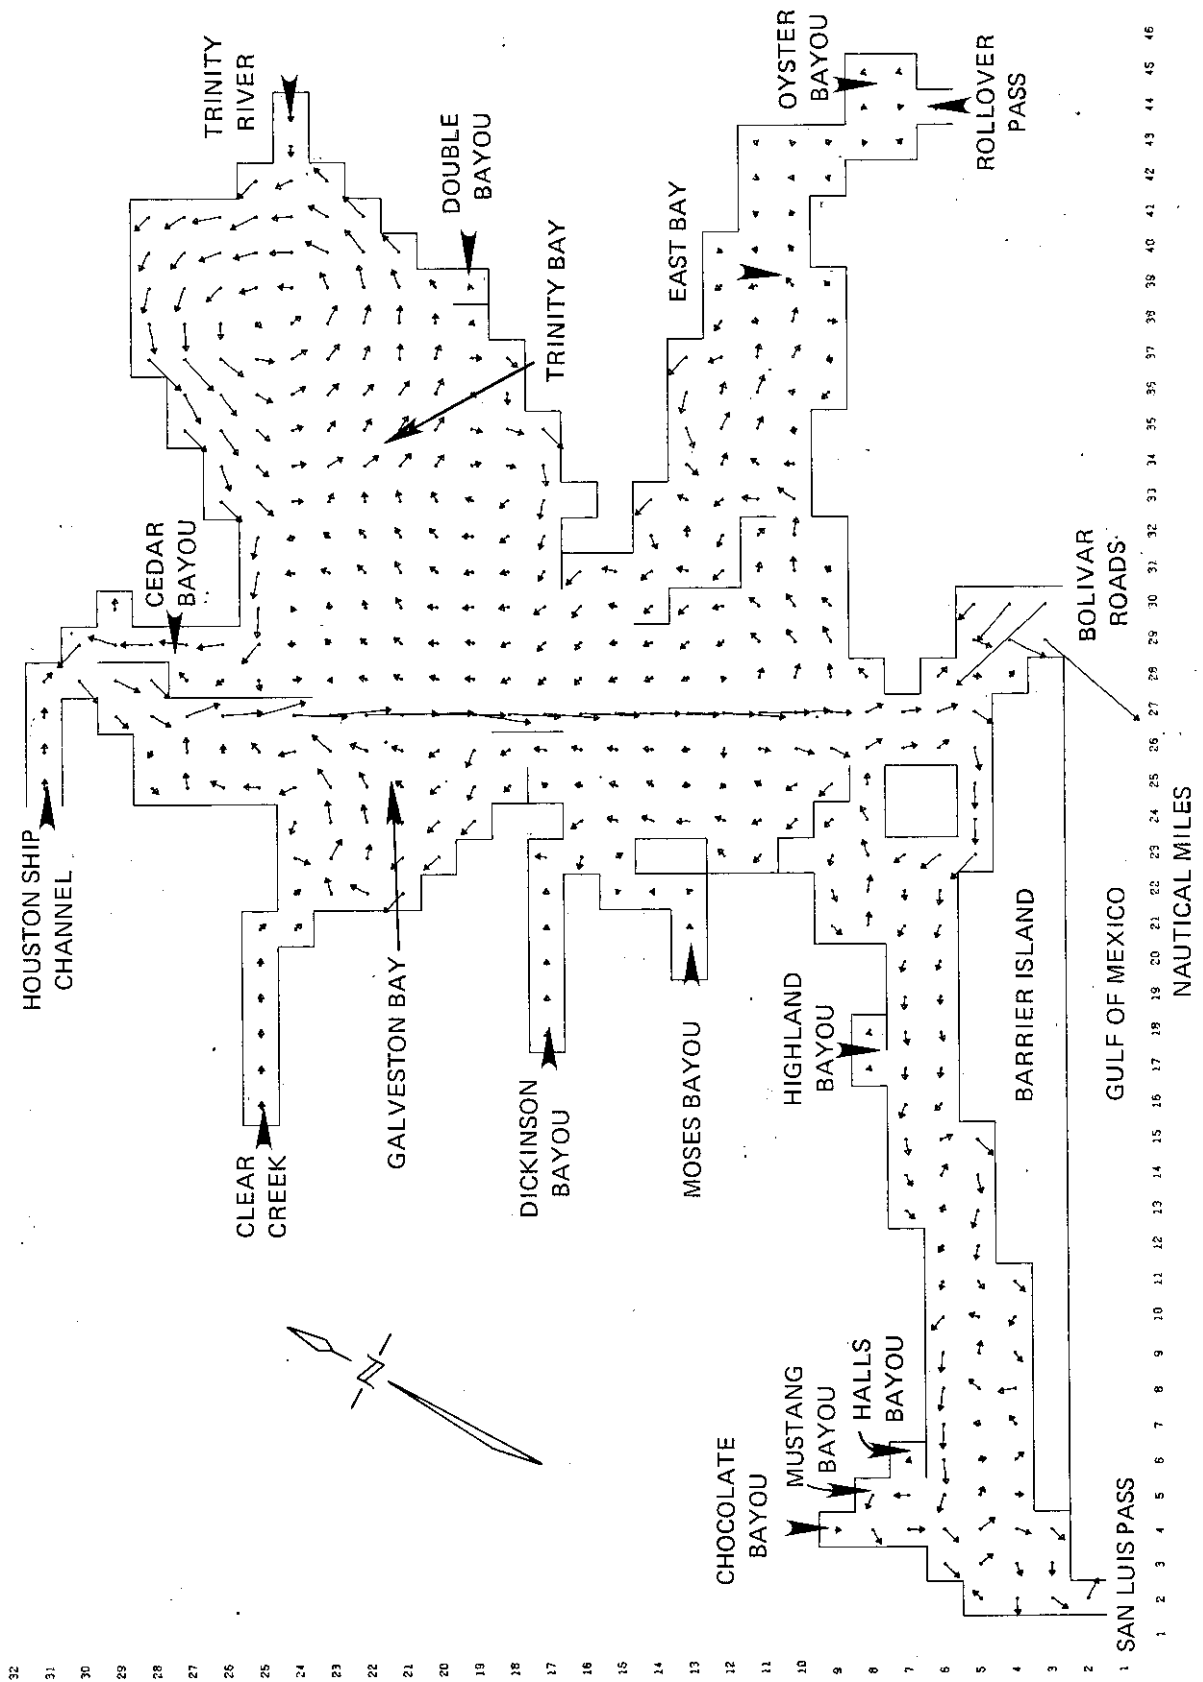 HOUSTON SHIP
CHANNEL
CEDAR
BAYOU
TRINITY
RIVER
DOUBLE
BAYOU
TRINITY BAY
EAST BAY
OYSTER
BAYOU
ROLLOVER
PASS
BOLIVAR
ROADS
CLEAR
CREEK
GALVESTON BAY
DICKINSON
BAYOU
MOSES BAYOU
HIGHLAND
BAYOU
BARRIER ISLAND
GULF OF MEXICO
NAUTICAL MILES
CHOCOLATE
BAYOU
MUSTANG
BAYOU
HALLS
BAYOU
SAN LUIS PASS
N
32
31
30
29
28
27
26
25
24
23
22
21
20
19
18
17
16
15
14
13
12
11
10
9
8
7
6
5
4
3
2
1
1 2 3 4 5 6 7 8 9 10 11 12 13 14 15 16 17 18 19 20 21 22 23 24 25 26 27 28 29 30 31 32 33 34 35 36 37 38 39 40 41 42 43 44 45 46